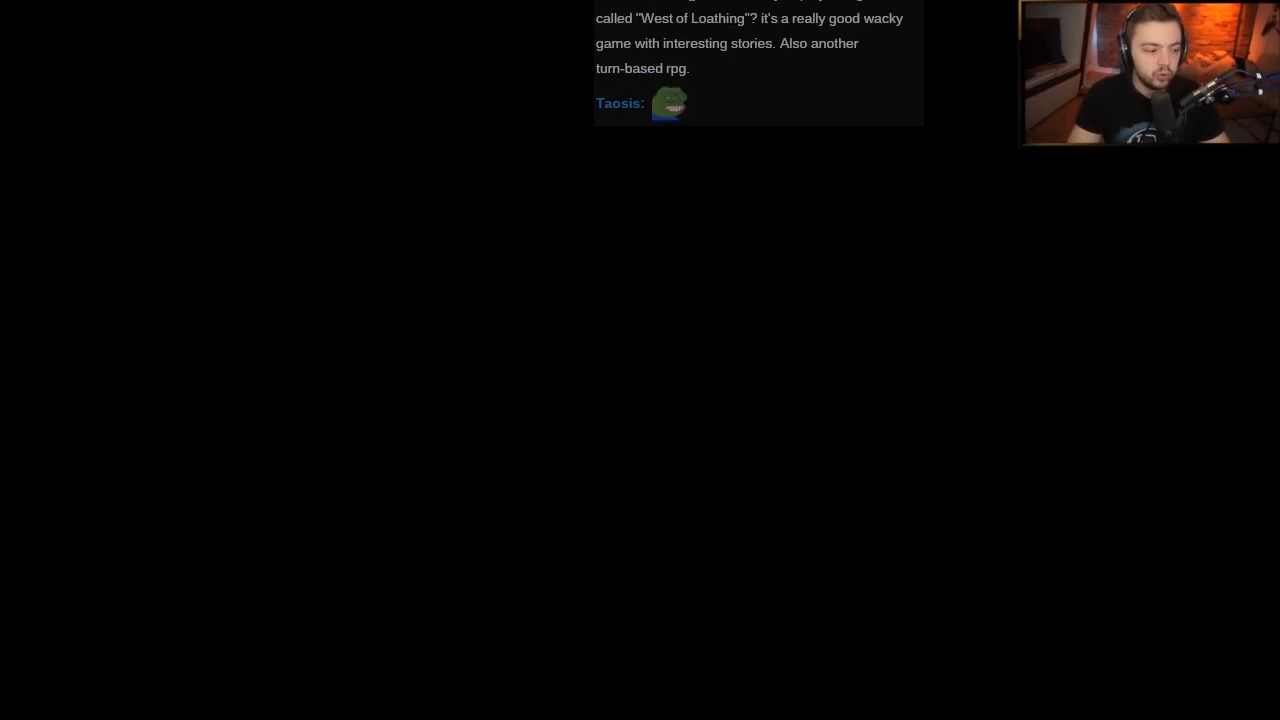 called "West of Loathing"? it's a really good wacky
game with interesting stories. Also another
turn-based rpg.
Taosis: